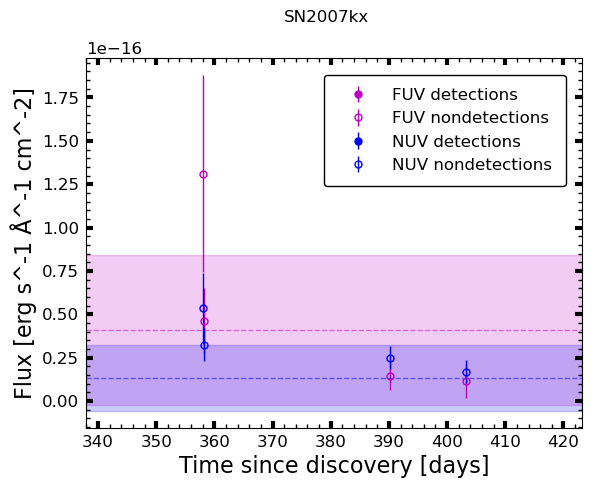 SN2007kx
1e−16
FUV detections
FUV nondetections
NUV detections
NUV nondetections
1.75
1.50
1.25
1.00
0.75
0.50
0.25
0.00
Flux [erg s^-1 Å^-1 cm^-2]
340 350 360 370 380 390 400 410 420
Time since discovery [days]